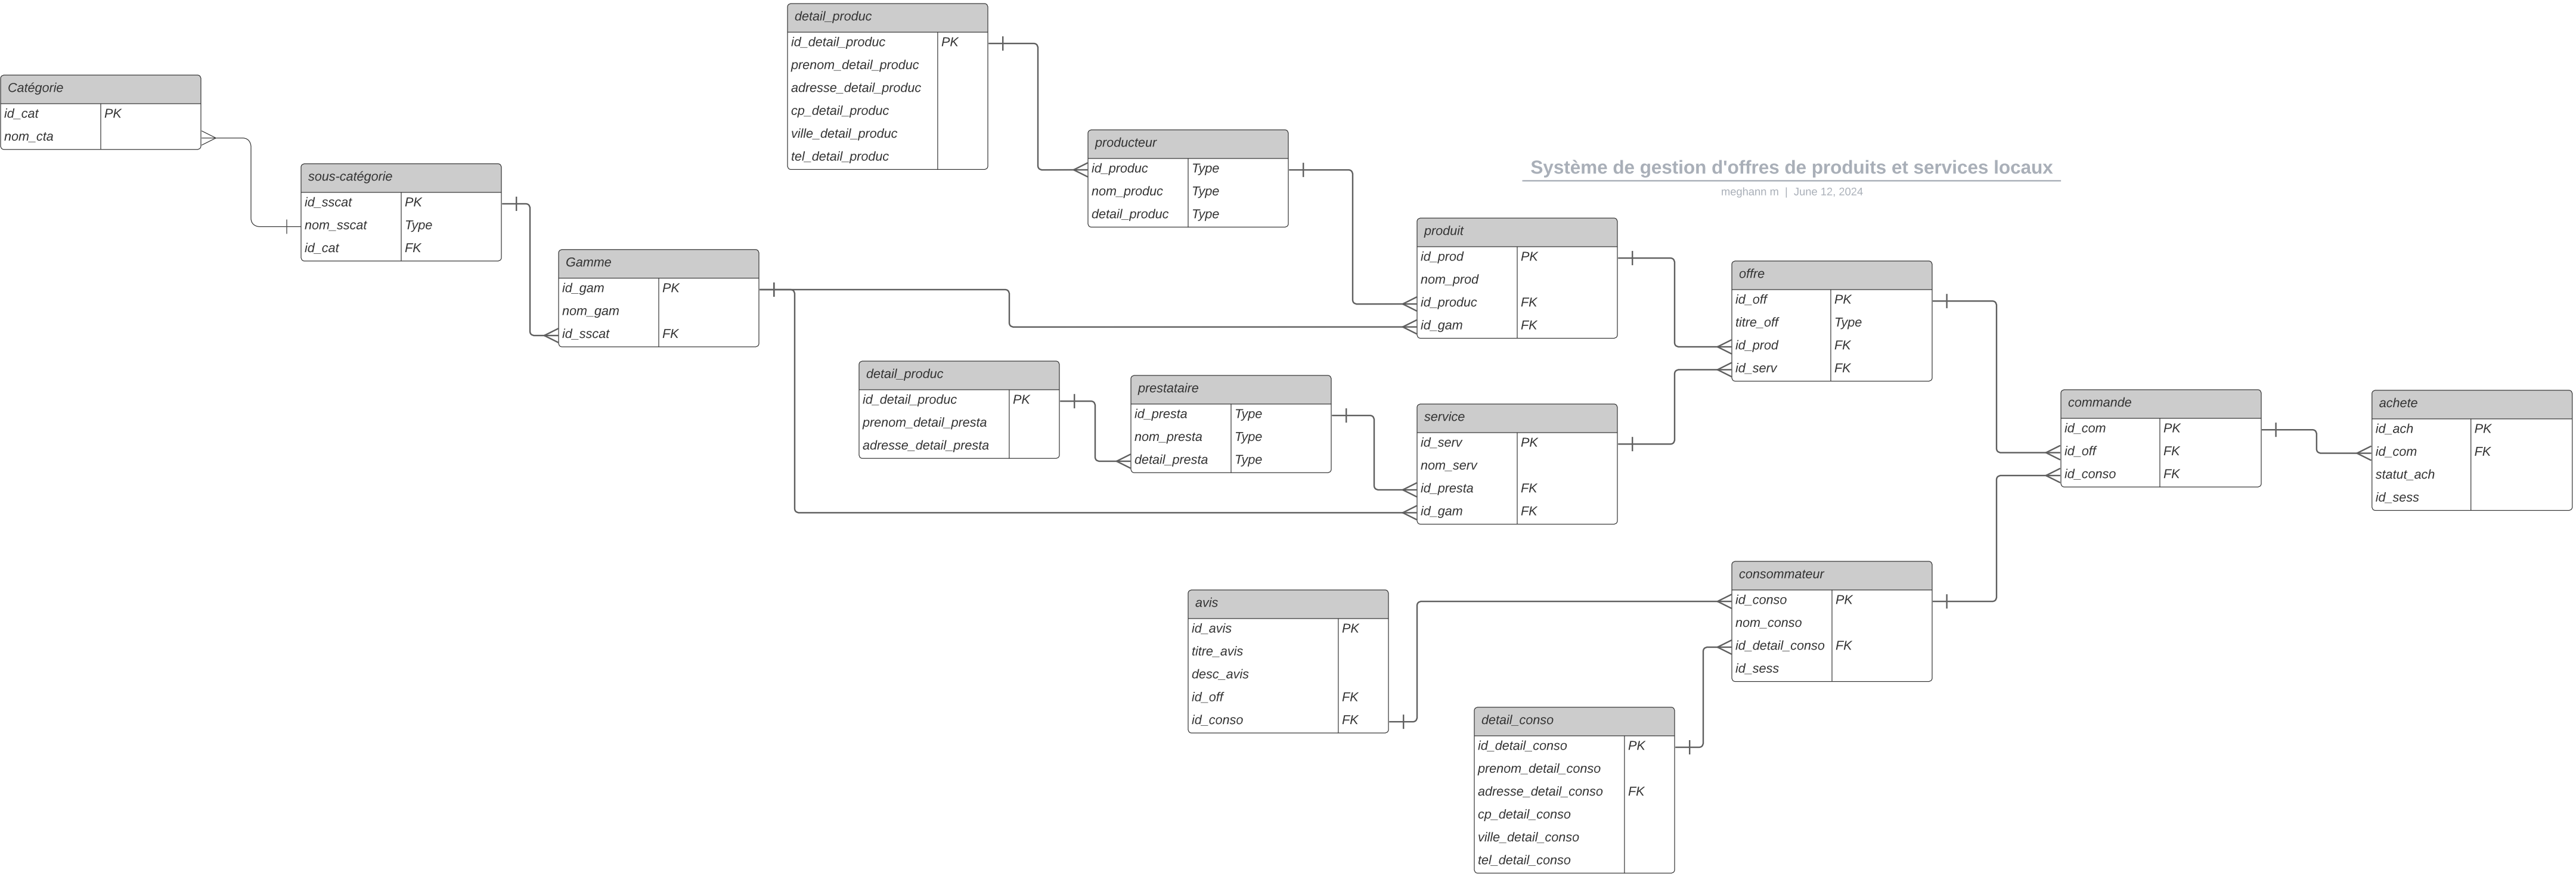 detail_produc
id_detail_produc PK
prenom_detail_produc
adresse_detail_produc
cp_detail_produc
ville_detail_produc
tel_detail_produc
Catégorie
id_cat PK
nom_cta
producteur
id_produc Type
nom_produc Type
detail_produc Type
Système de gestion d'offres de produits et services locaux
meghann m | June 12, 2024
sous-catégorie
id_sscat PK
nom_sscat Type
id_cat FK
produit
id_prod PK
nom_prod
id_produc FK
id_gam FK
Gamme
id_gam PK
nom_gam
id_sscat FK
offre
id_off PK
titre_off Type
id_prod FK
id_serv FK
detail_produc
id_detail_produc PK
prenom_detail_presta
adresse_detail_presta
prestataire
id_presta Type
nom_presta Type
detail_presta Type
service
id_serv PK
nom_serv
id_presta FK
id_gam FK
commande
id_com PK
id_off FK
id_conso FK
achete
id_ach PK
id_com FK
statut_ach
id_sess
consommateur
id_conso PK
nom_conso
id_detail_conso FK
id_sess
avis
id_avis PK
titre_avis
desc_avis
id_off FK
id_conso FK
detail_conso
id_detail_conso PK
prenom_detail_conso
adresse_detail_conso FK
cp_detail_conso
ville_detail_conso
tel_detail_conso